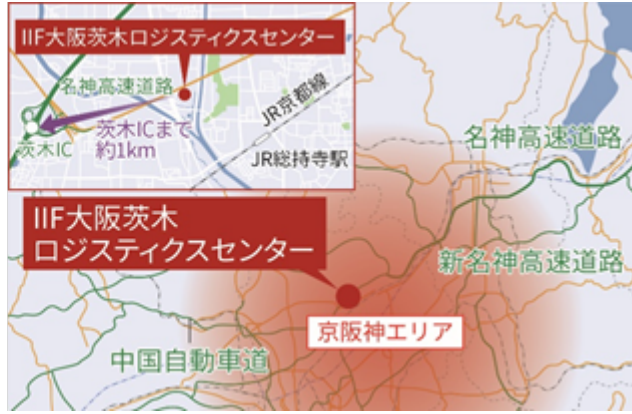 IIF大阪茨木ロジスティクスセンター
名神高速道路
茨木IC
茨木ICまで
約1km
JR京都線
JR総持寺駅
名神高速道路
IIF大阪茨木
ロジスティクスセンター
新名神高速道路
京阪神エリア
中国自動車道